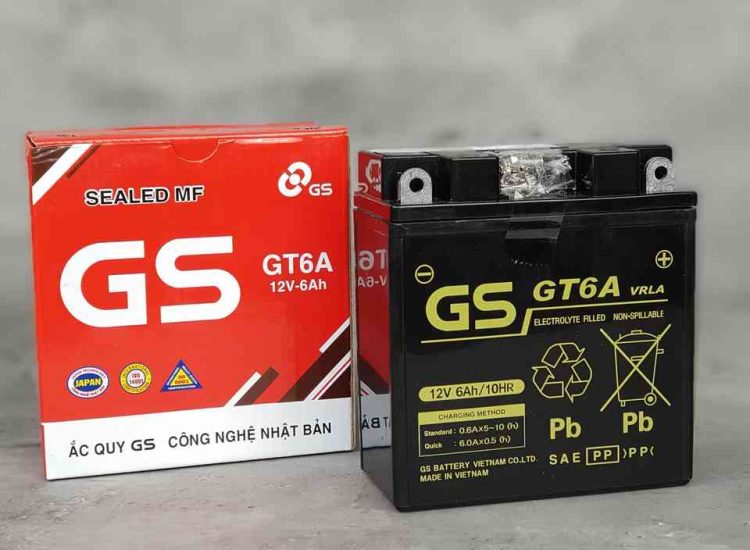 SEALED MF
GS
GS
GT6A
12V-6Ah
JAPAN
ẮC QUY GS CÔNG NGHỆ NHẬT BẢN
GS
GT6A VRLA
ELECTROLYTE FILLED NON-SPILLABLE
12V 6Ah/10HR
CHARGING METHOD
Standard : 0.6AX5~10 (h)
Quick : 6.0AX0.5 (h)
GS BATTERY VIETNAM CO.LTD.
MADE IN VIETNAM
Pb
Pb
SAE PP >PP<